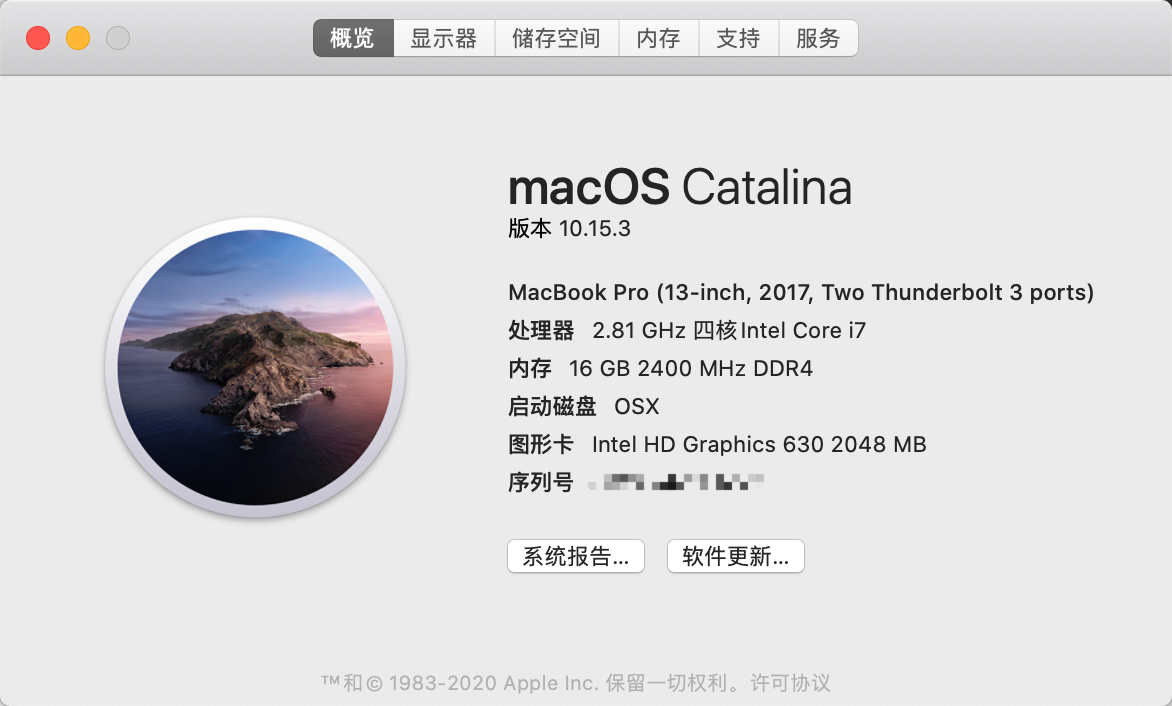 概览 显示器 储存空间 内存 支持 服务
macOS Catalina
版本 10.15.3
MacBook Pro (13-inch, 2017, Two Thunderbolt 3 ports)
处理器 2.81 GHz 四核Intel Core i7
内存 16 GB 2400 MHz DDR4
启动磁盘 OSX
图形卡 Intel HD Graphics 630 2048 MB
序列号
系统报告... 软件更新...
™和© 1983-2020 Apple Inc. 保留一切权利。许可协议